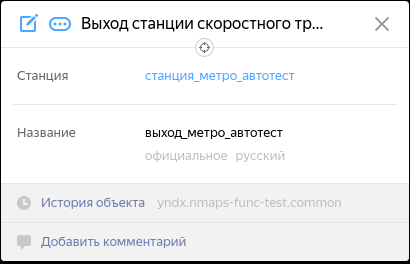 Выход станции скоростного тр...
Станция станция_метро_автотест
Название выход_метро_автотест
официальное русский
История объекта yndx.nmaps-func-test.common
Добавить комментарий